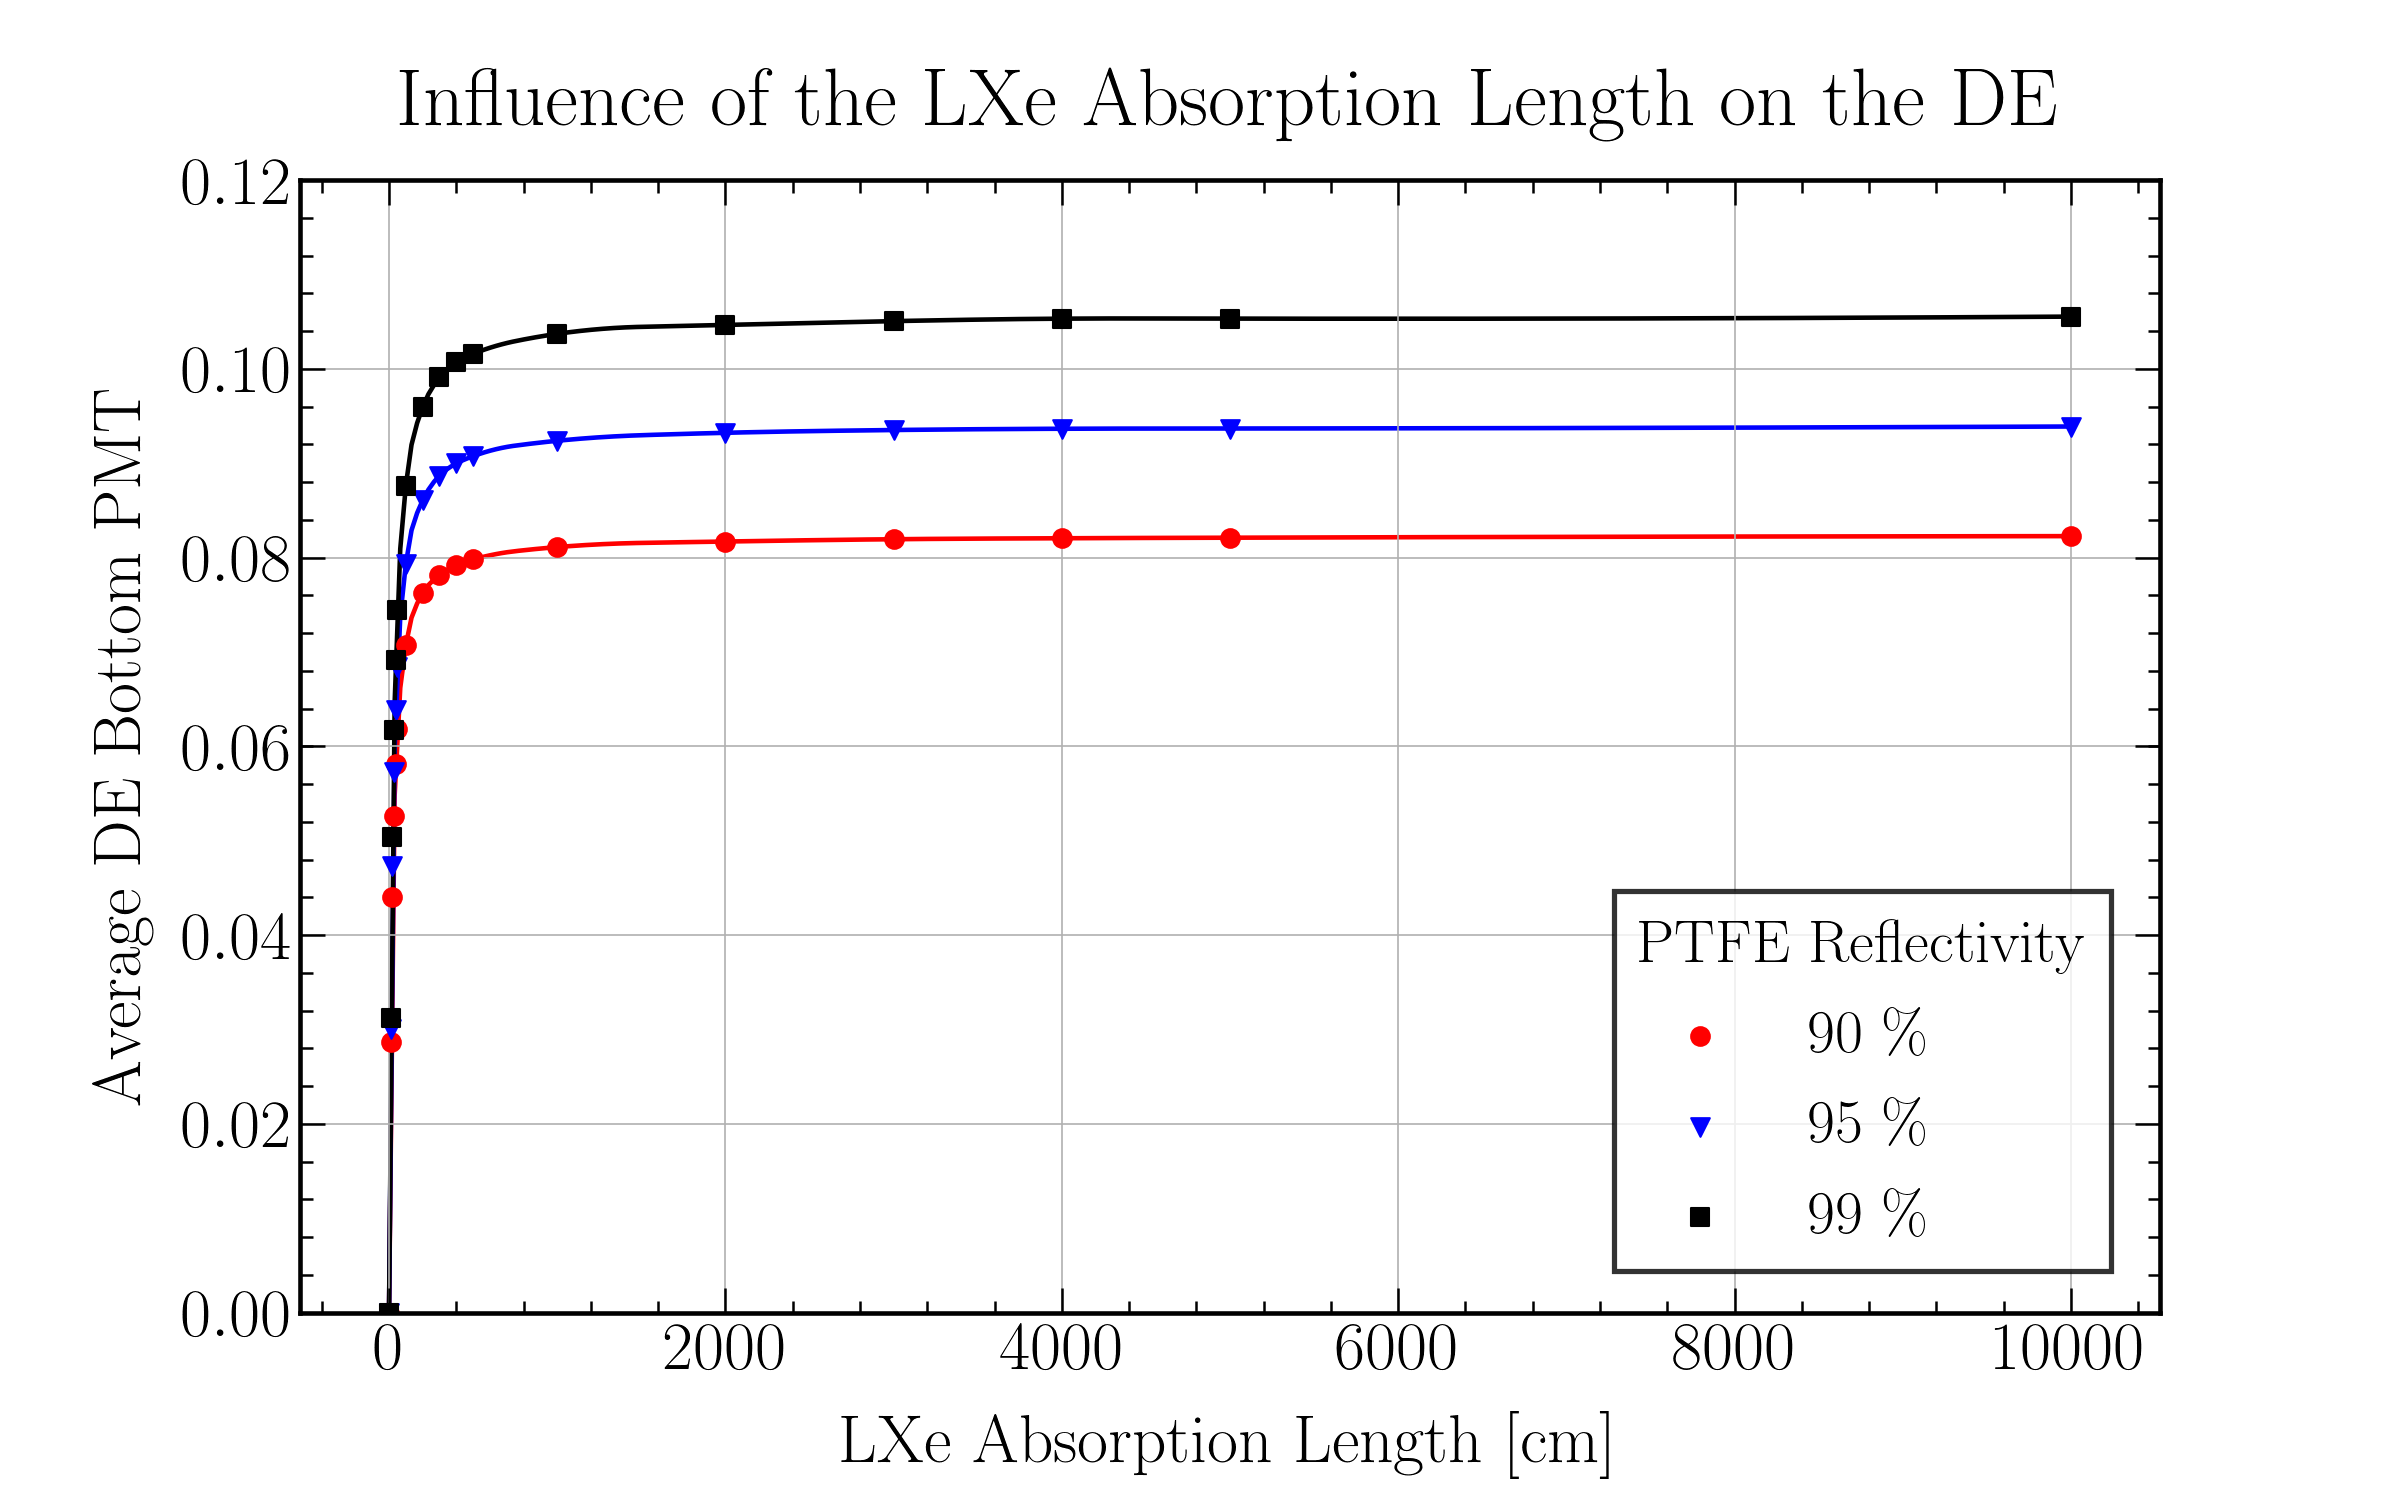 Influence of the LXe Absorption Length on the DE
Average DE Bottom PMT
0.12
0.10
0.08
0.06
0.04
0.02
0.00
PTFE Reflectivity
90 %
95 %
99 %
0 2000 4000 6000 8000 10000
LXe Absorption Length [cm]